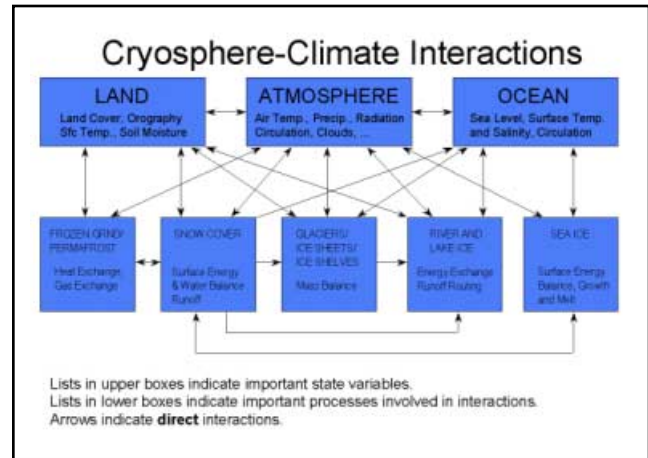 Cryosphere-Climate Interactions
LAND
Land Cover, Orography
Sfc Temp., Soil Moisture
ATMOSPHERE
Air Temp., Precip., Radiation
Circulation, Clouds, ...
OCEAN
Sea Level, Surface Temp.
and Salinity, Circulation
FROZEN GRND/
PERMAFROST
Heat Exchange
Gas Exchange
SNOW COVER
Surface Energy
& Water Balance
Runoff
GLACIERS/
ICE SHEETS/
ICE SHELVES
Mass Balance
RIVER AND
LAKE ICE
Energy Exchange
Runoff Routing
SEA ICE
Surface Energy
Balance, Growth
and Melt
Lists in upper boxes indicate important state variables.
Lists in lower boxes indicate important processes involved in interactions.
Arrows indicate direct interactions.